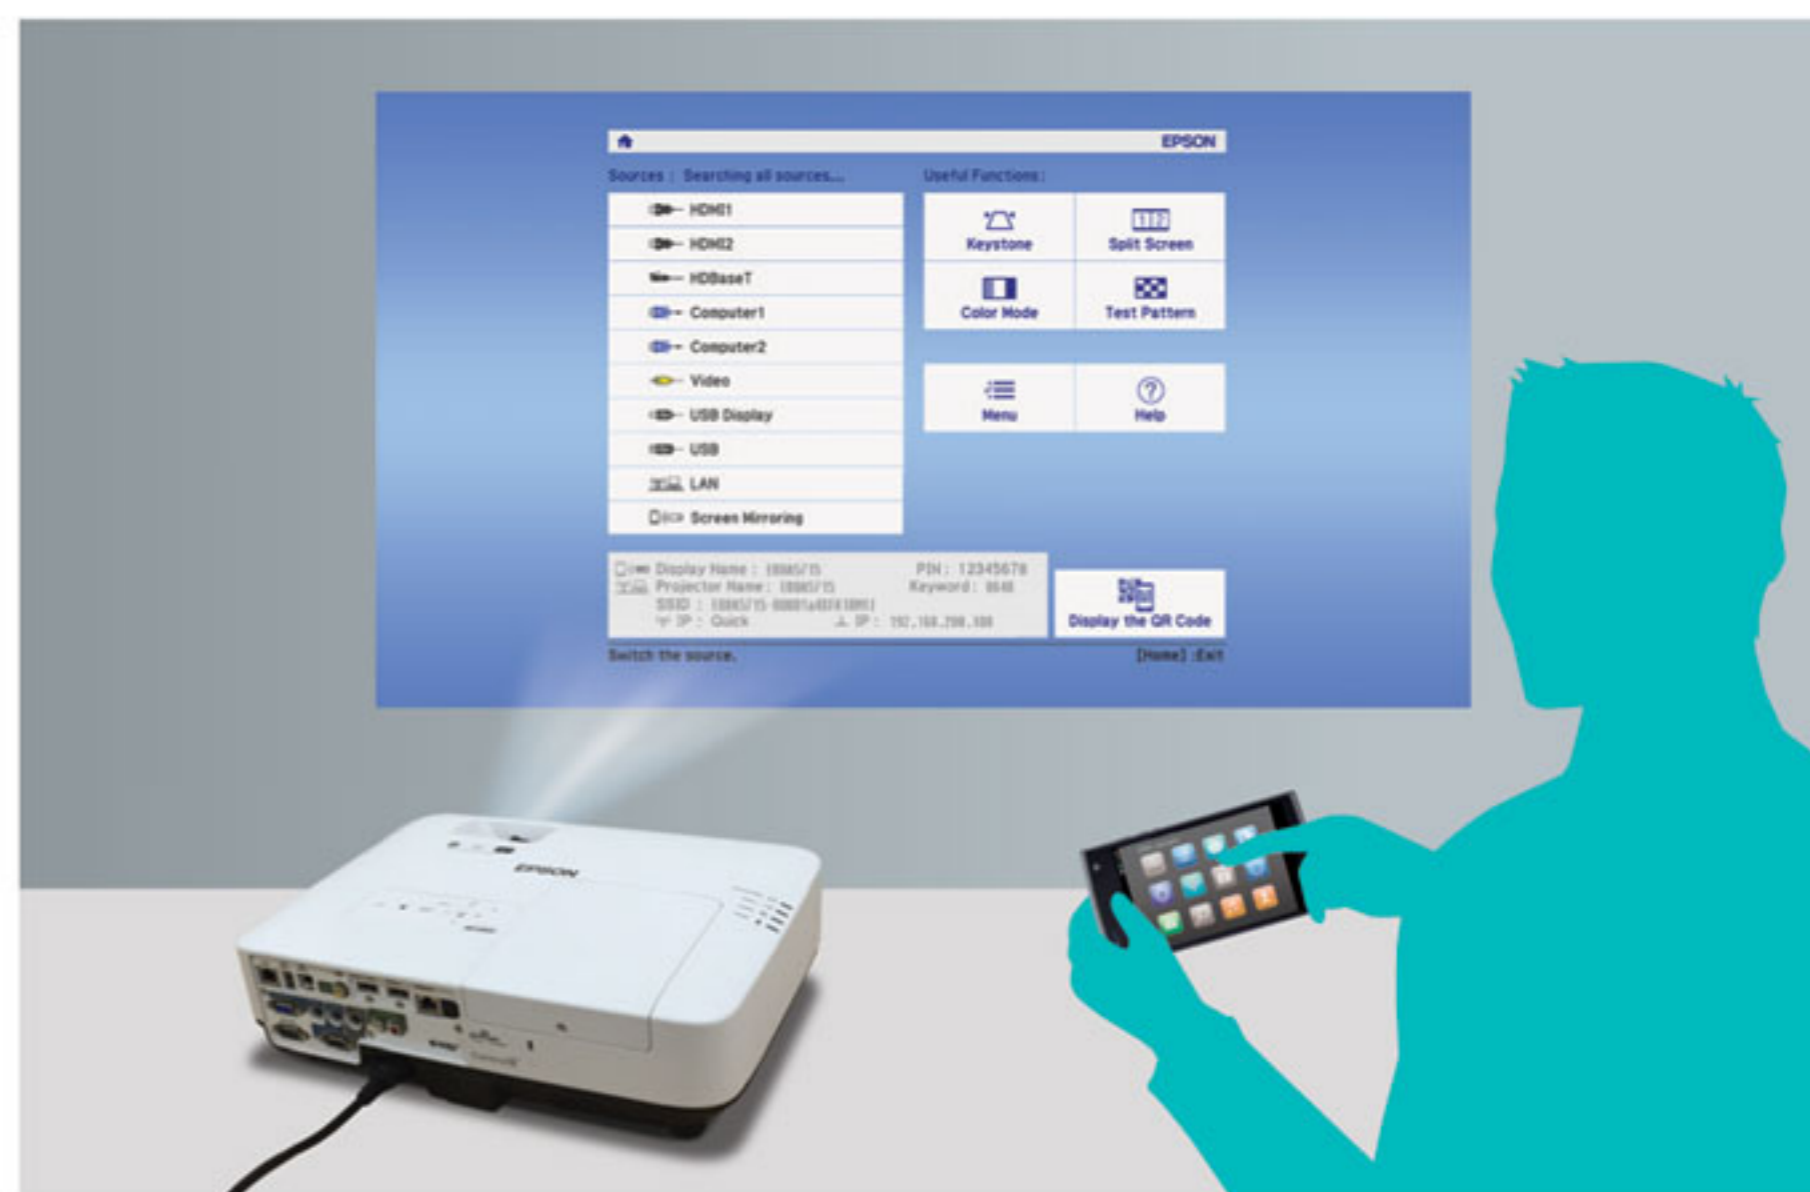 EPSON
Sources : Searching all sources...
Useful Functions:
HDMI1
HDMI2
HDBaseT
Computer1
Computer2
Video
USB Display
USB
LAN
Screen Mirroring
Keystone
Split Screen
Color Mode
Test Pattern
Menu
Help
Display Name :
PIN : 12345678
Projector Name :
Keyword :
SSID :
IP : Quick
IP :
Display the QR Code
Switch the source.
[Home] :Exit
EPSON